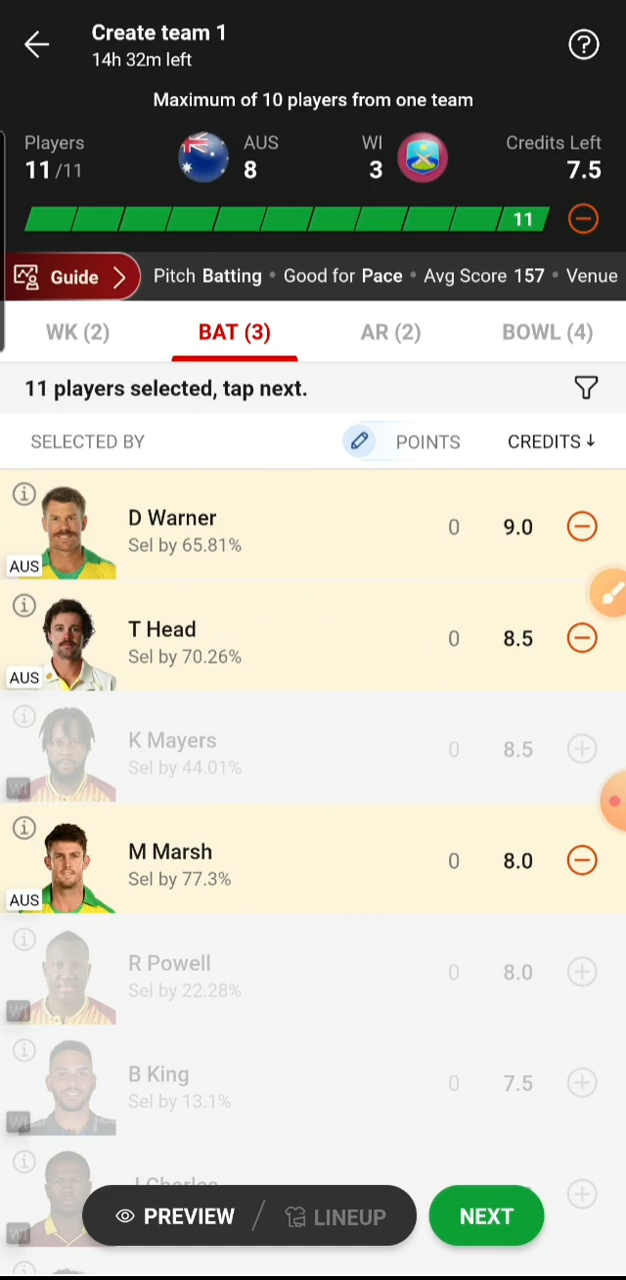 Create team 1
14h 32m left
Maximum of 10 players from one team
Players AUS WI Credits Left
11/11 8 3 7.5
11
Guide Pitch Batting • Good for Pace • Avg Score 157 • Venue
WK (2) BAT (3) AR (2) BOWL (4)
11 players selected, tap next.
SELECTED BY POINTS CREDITS ↓
D Warner 0 9.0
Sel by 65.81%
AUS
T Head 0 8.5
Sel by 70.26%
AUS
K Mayers 0 8.5
Sel by 44.01%
WI
M Marsh 0 8.0
Sel by 77.3%
AUS
R Powell 0 8.0
Sel by 22.28%
WI
B King 0 7.5
Sel by 13.1%
WI
J Charles
WI
PREVIEW / LINEUP NEXT